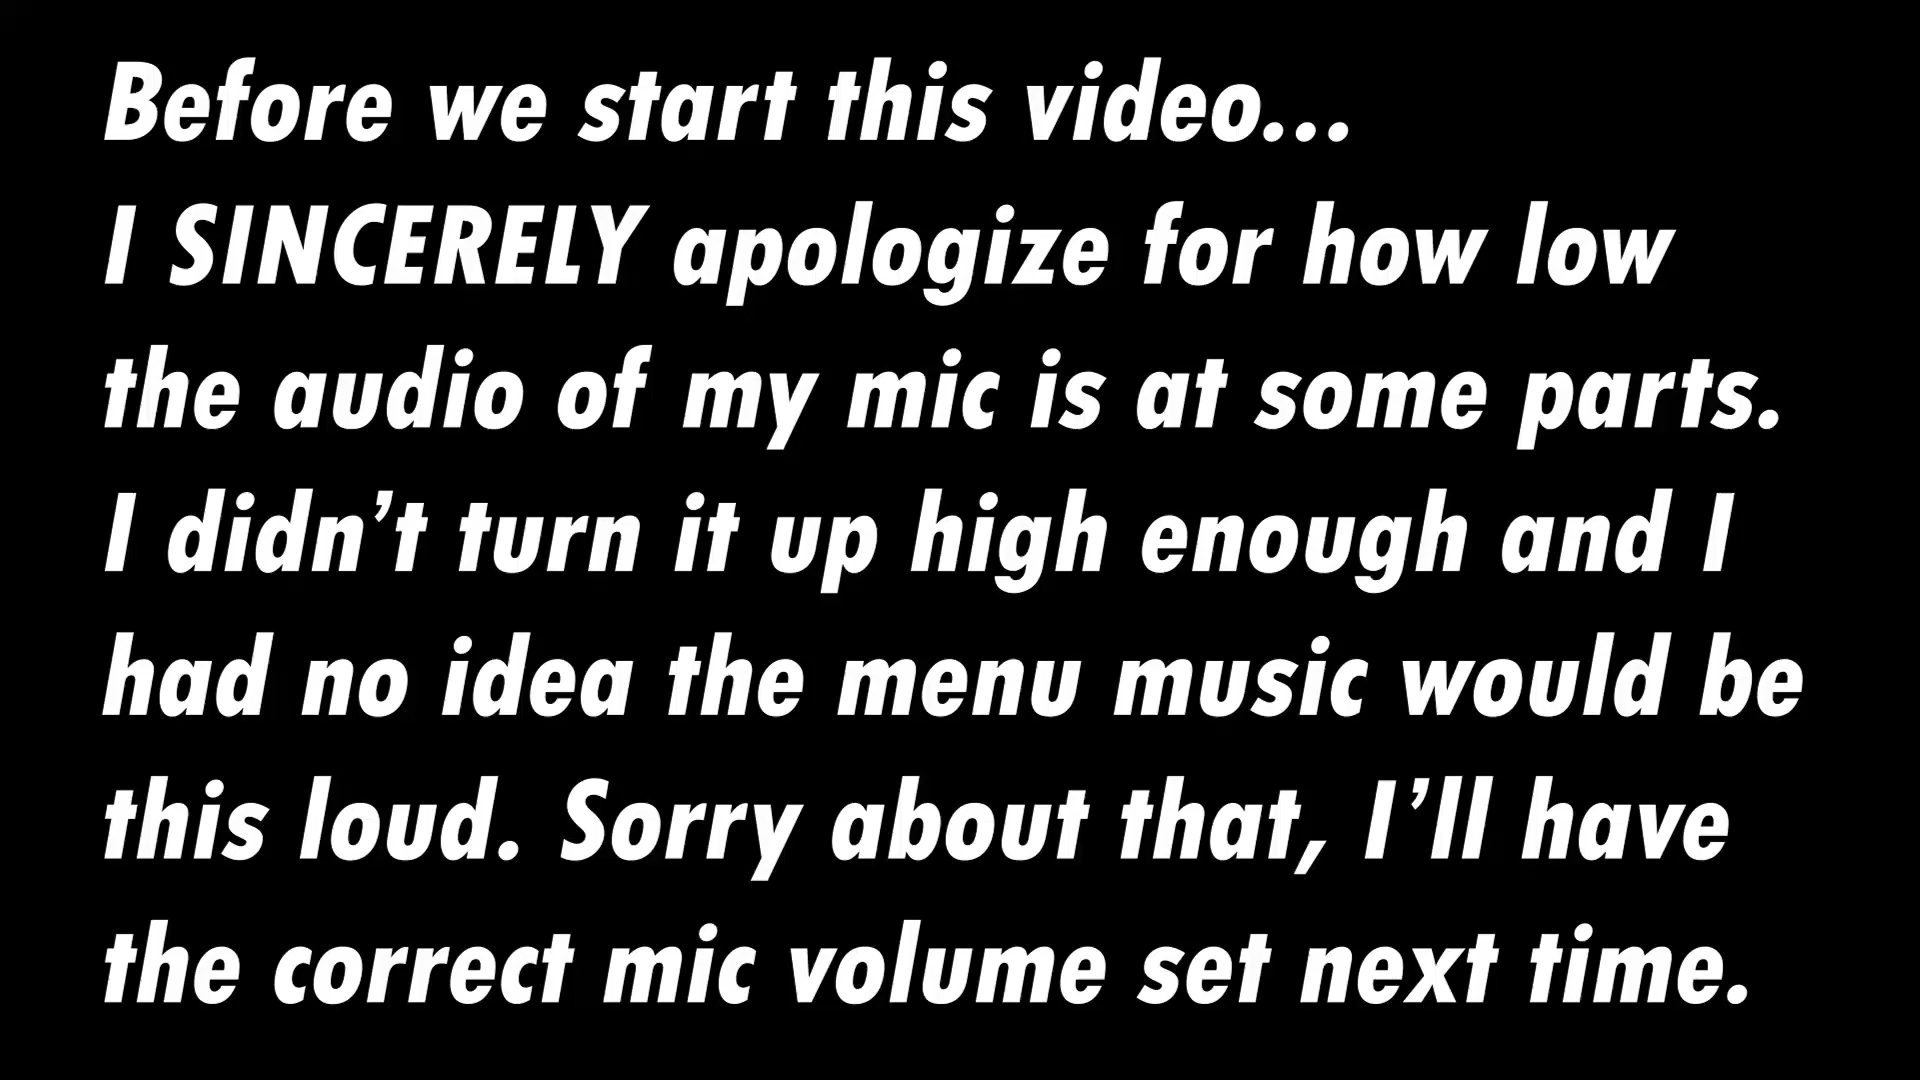 Before we start this video...
I SINCERELY apologize for how low
the audio of my mic is at some parts.
I didn’t turn it up high enough and I
had no idea the menu music would be
this loud. Sorry about that, I’ll have
the correct mic volume set next time.